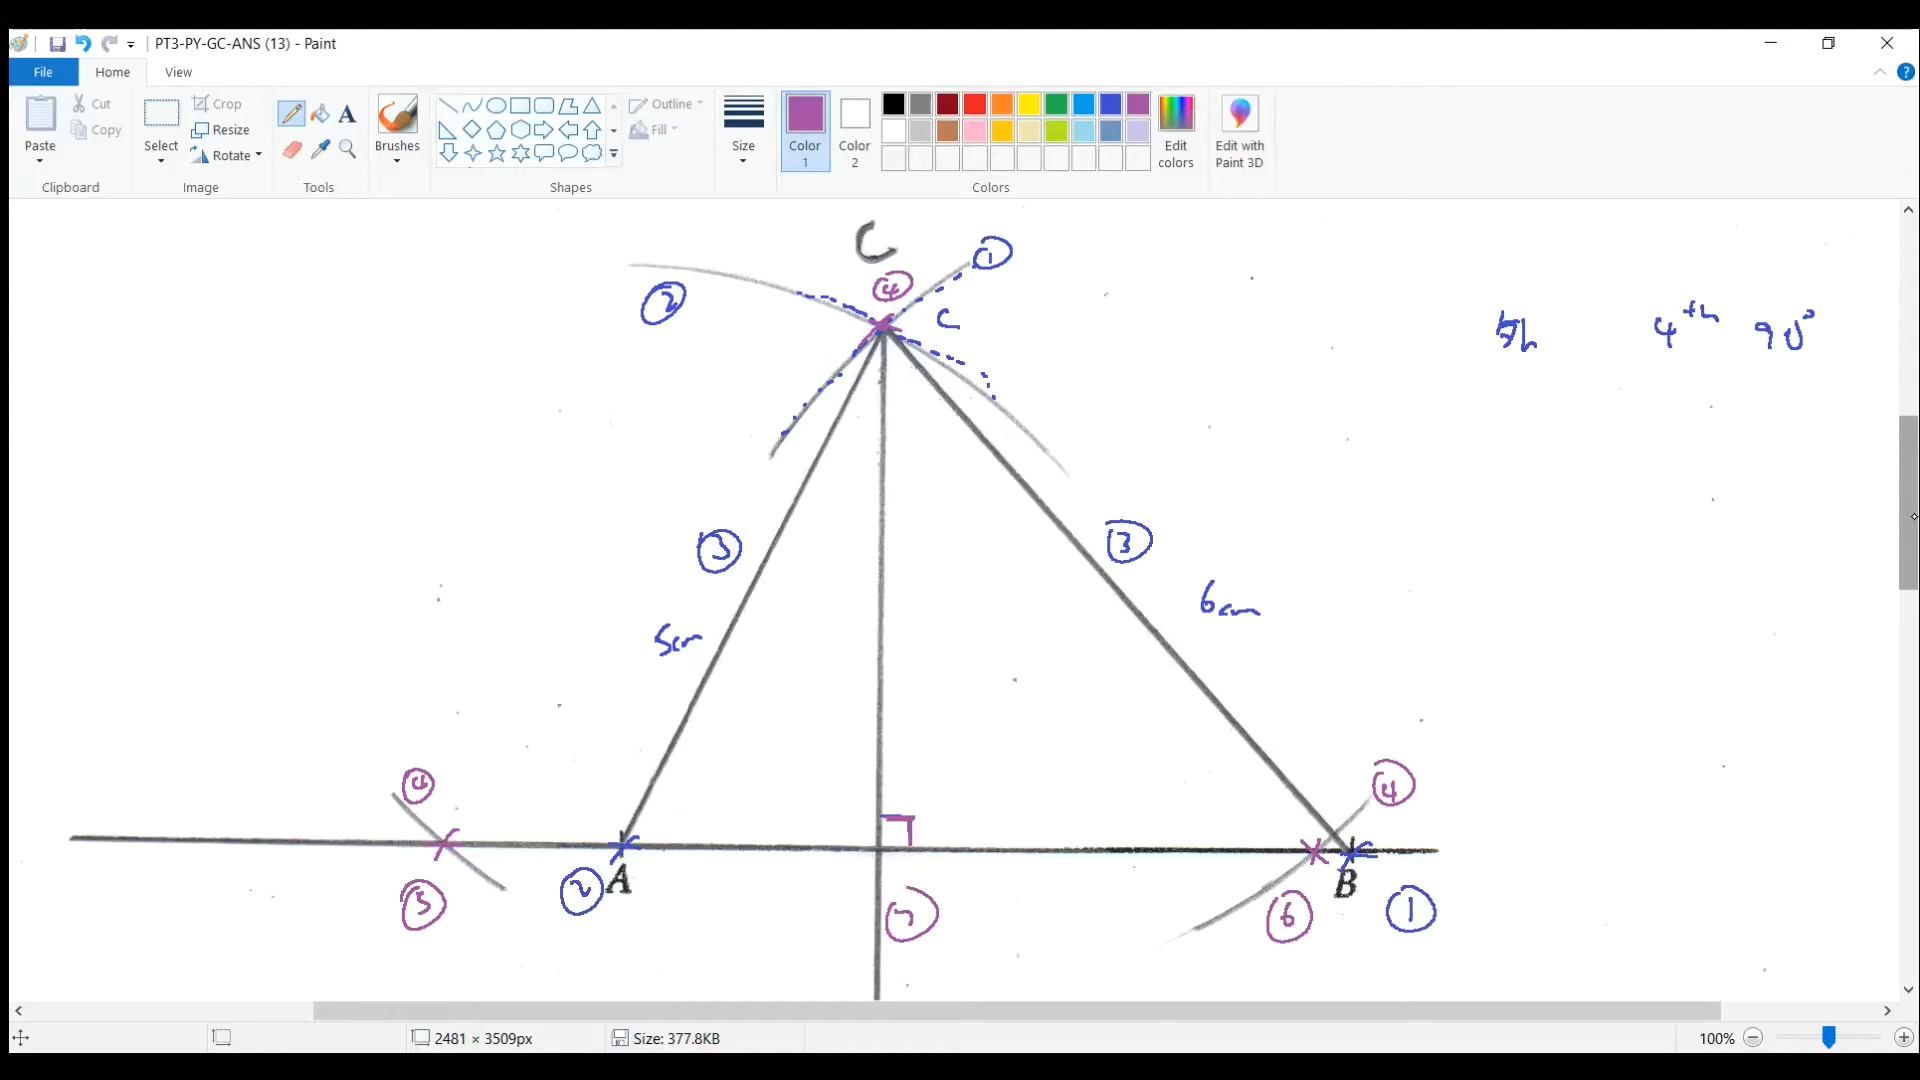 PT3-PY-GC-ANS (13) - Paint
File
Home
View
Paste
Cut
Copy
Clipboard
Select
Crop
Resize
Rotate
Image
A
Tools
Brushes
Shapes
Outline
Fill
Size
Color
1
Color
2
Edit
colors
Colors
Edit with
Paint 3D
?
C
1
2
4
C
4th 90°
3
3
5cm
6cm
4
4
5
2
A
7
6
B
1
2481 × 3509px
Size: 377.8KB
100%